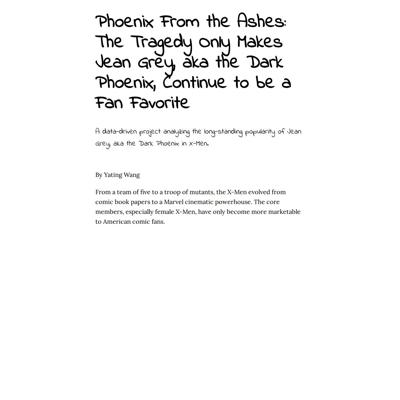 Phoenix From the Ashes:
The Tragedy Only Makes
Jean Grey, aka the Dark
Phoenix, Continue to be a
Fan Favorite
A data-driven project analyzing the long-standing popularity of Jean
Grey, aka the Dark Phoenix in X-Men.
By Yating Wang
From a team of five to a troop of mutants, the X-Men evolved from
comic book papers to a Marvel cinematic powerhouse. The core
members, especially female X-Men, have only become more marketable
to American comic fans.